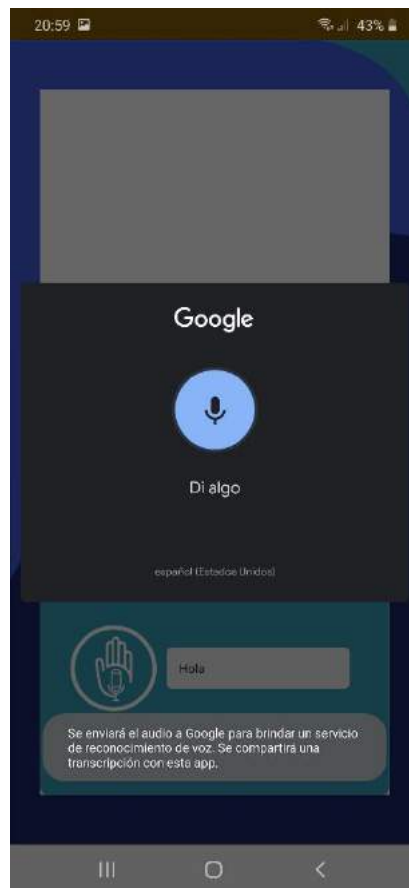 20:59
43%
Google
Di algo
español (Estados Unidos)
Hola
Se enviará el audio a Google para brindar un servicio
de reconocimiento de voz. Se compartirá una
transcripción con esta app.